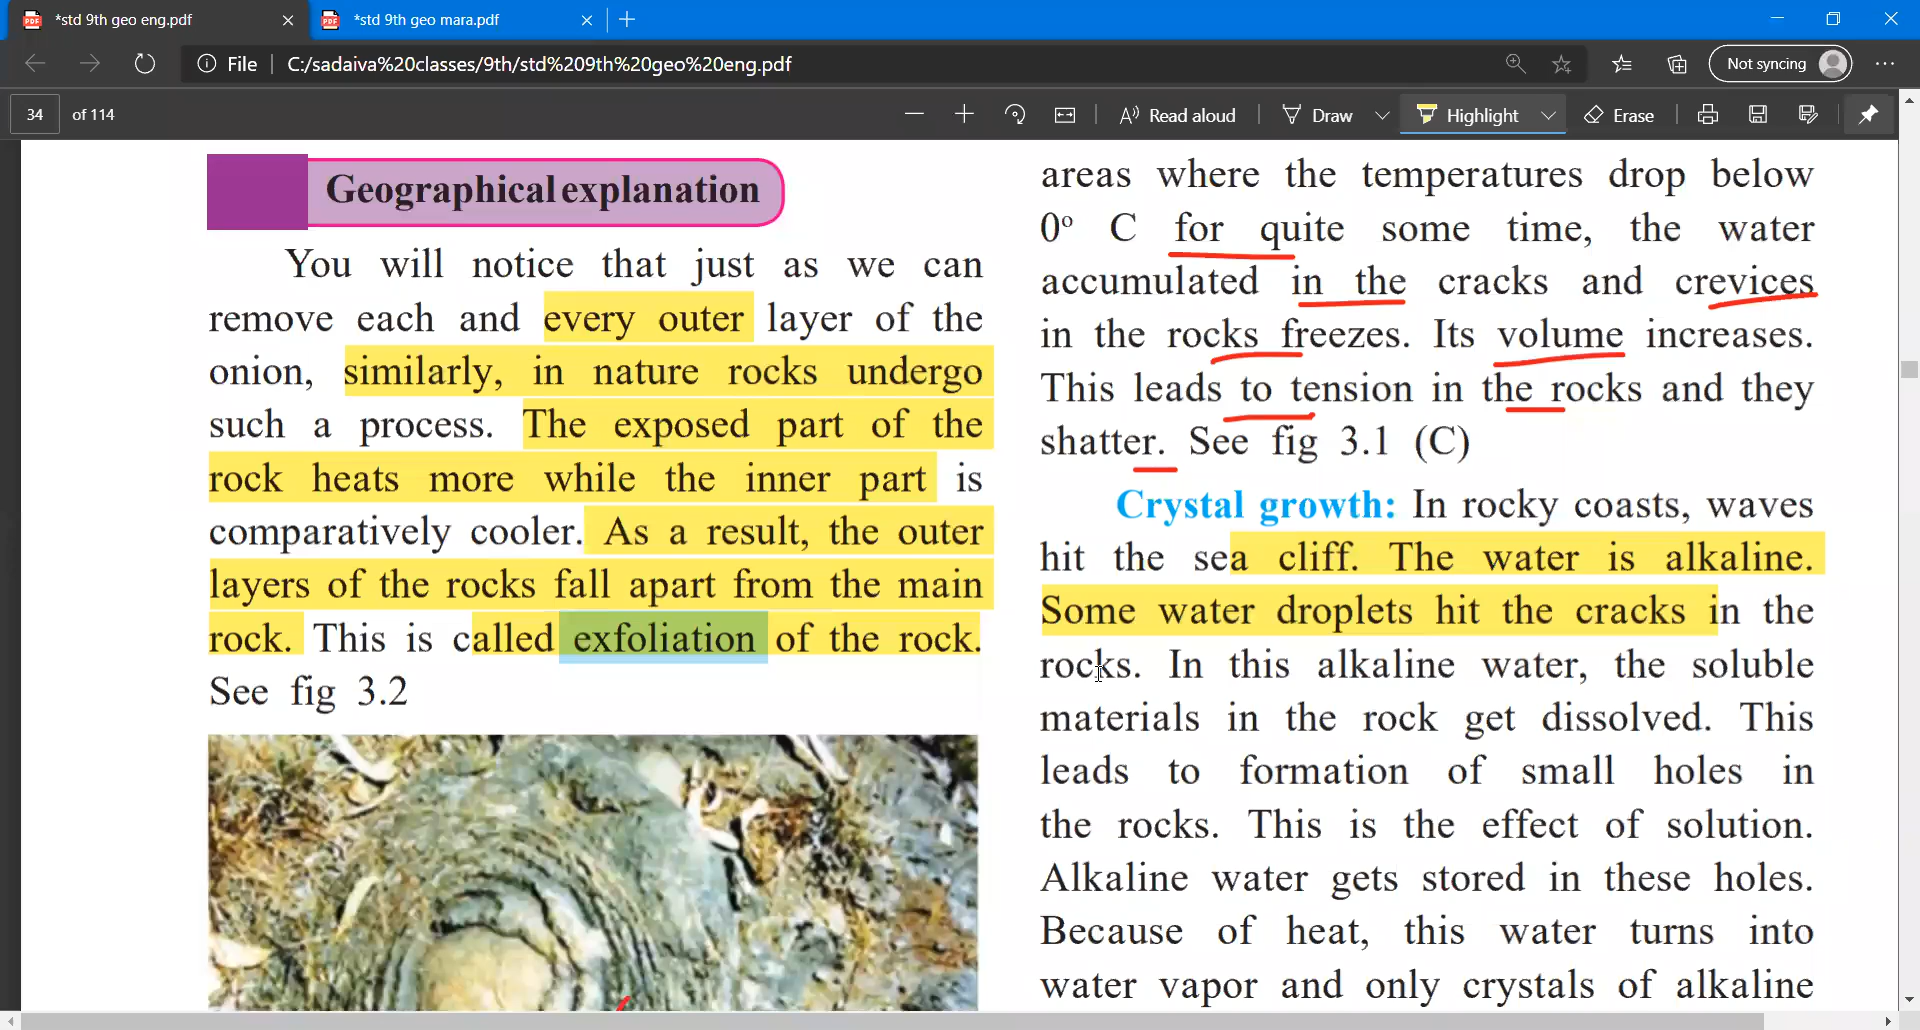 *std 9th geo eng.pdf
*std 9th geo mara.pdf
File
C:/sadaiva%20classes/9th/std%209th%20geo%20eng.pdf
Not syncing
34 of 114
Read aloud
Draw
Highlight
Erase
Geographical explanation
You will notice that just as we can
remove each and every outer layer of the
onion, similarly, in nature rocks undergo
such a process. The exposed part of the
rock heats more while the inner part is
comparatively cooler. As a result, the outer
layers of the rocks fall apart from the main
rock. This is called exfoliation of the rock.
See fig 3.2
areas where the temperatures drop below
0º C for quite some time, the water
accumulated in the cracks and crevices
in the rocks freezes. Its volume increases.
This leads to tension in the rocks and they
shatter. See fig 3.1 (C)
Crystal growth: In rocky coasts, waves
hit the sea cliff. The water is alkaline.
Some water droplets hit the cracks in the
rocks. In this alkaline water, the soluble
materials in the rock get dissolved. This
leads to formation of small holes in
the rocks. This is the effect of solution.
Alkaline water gets stored in these holes.
Because of heat, this water turns into
water vapor and only crystals of alkaline